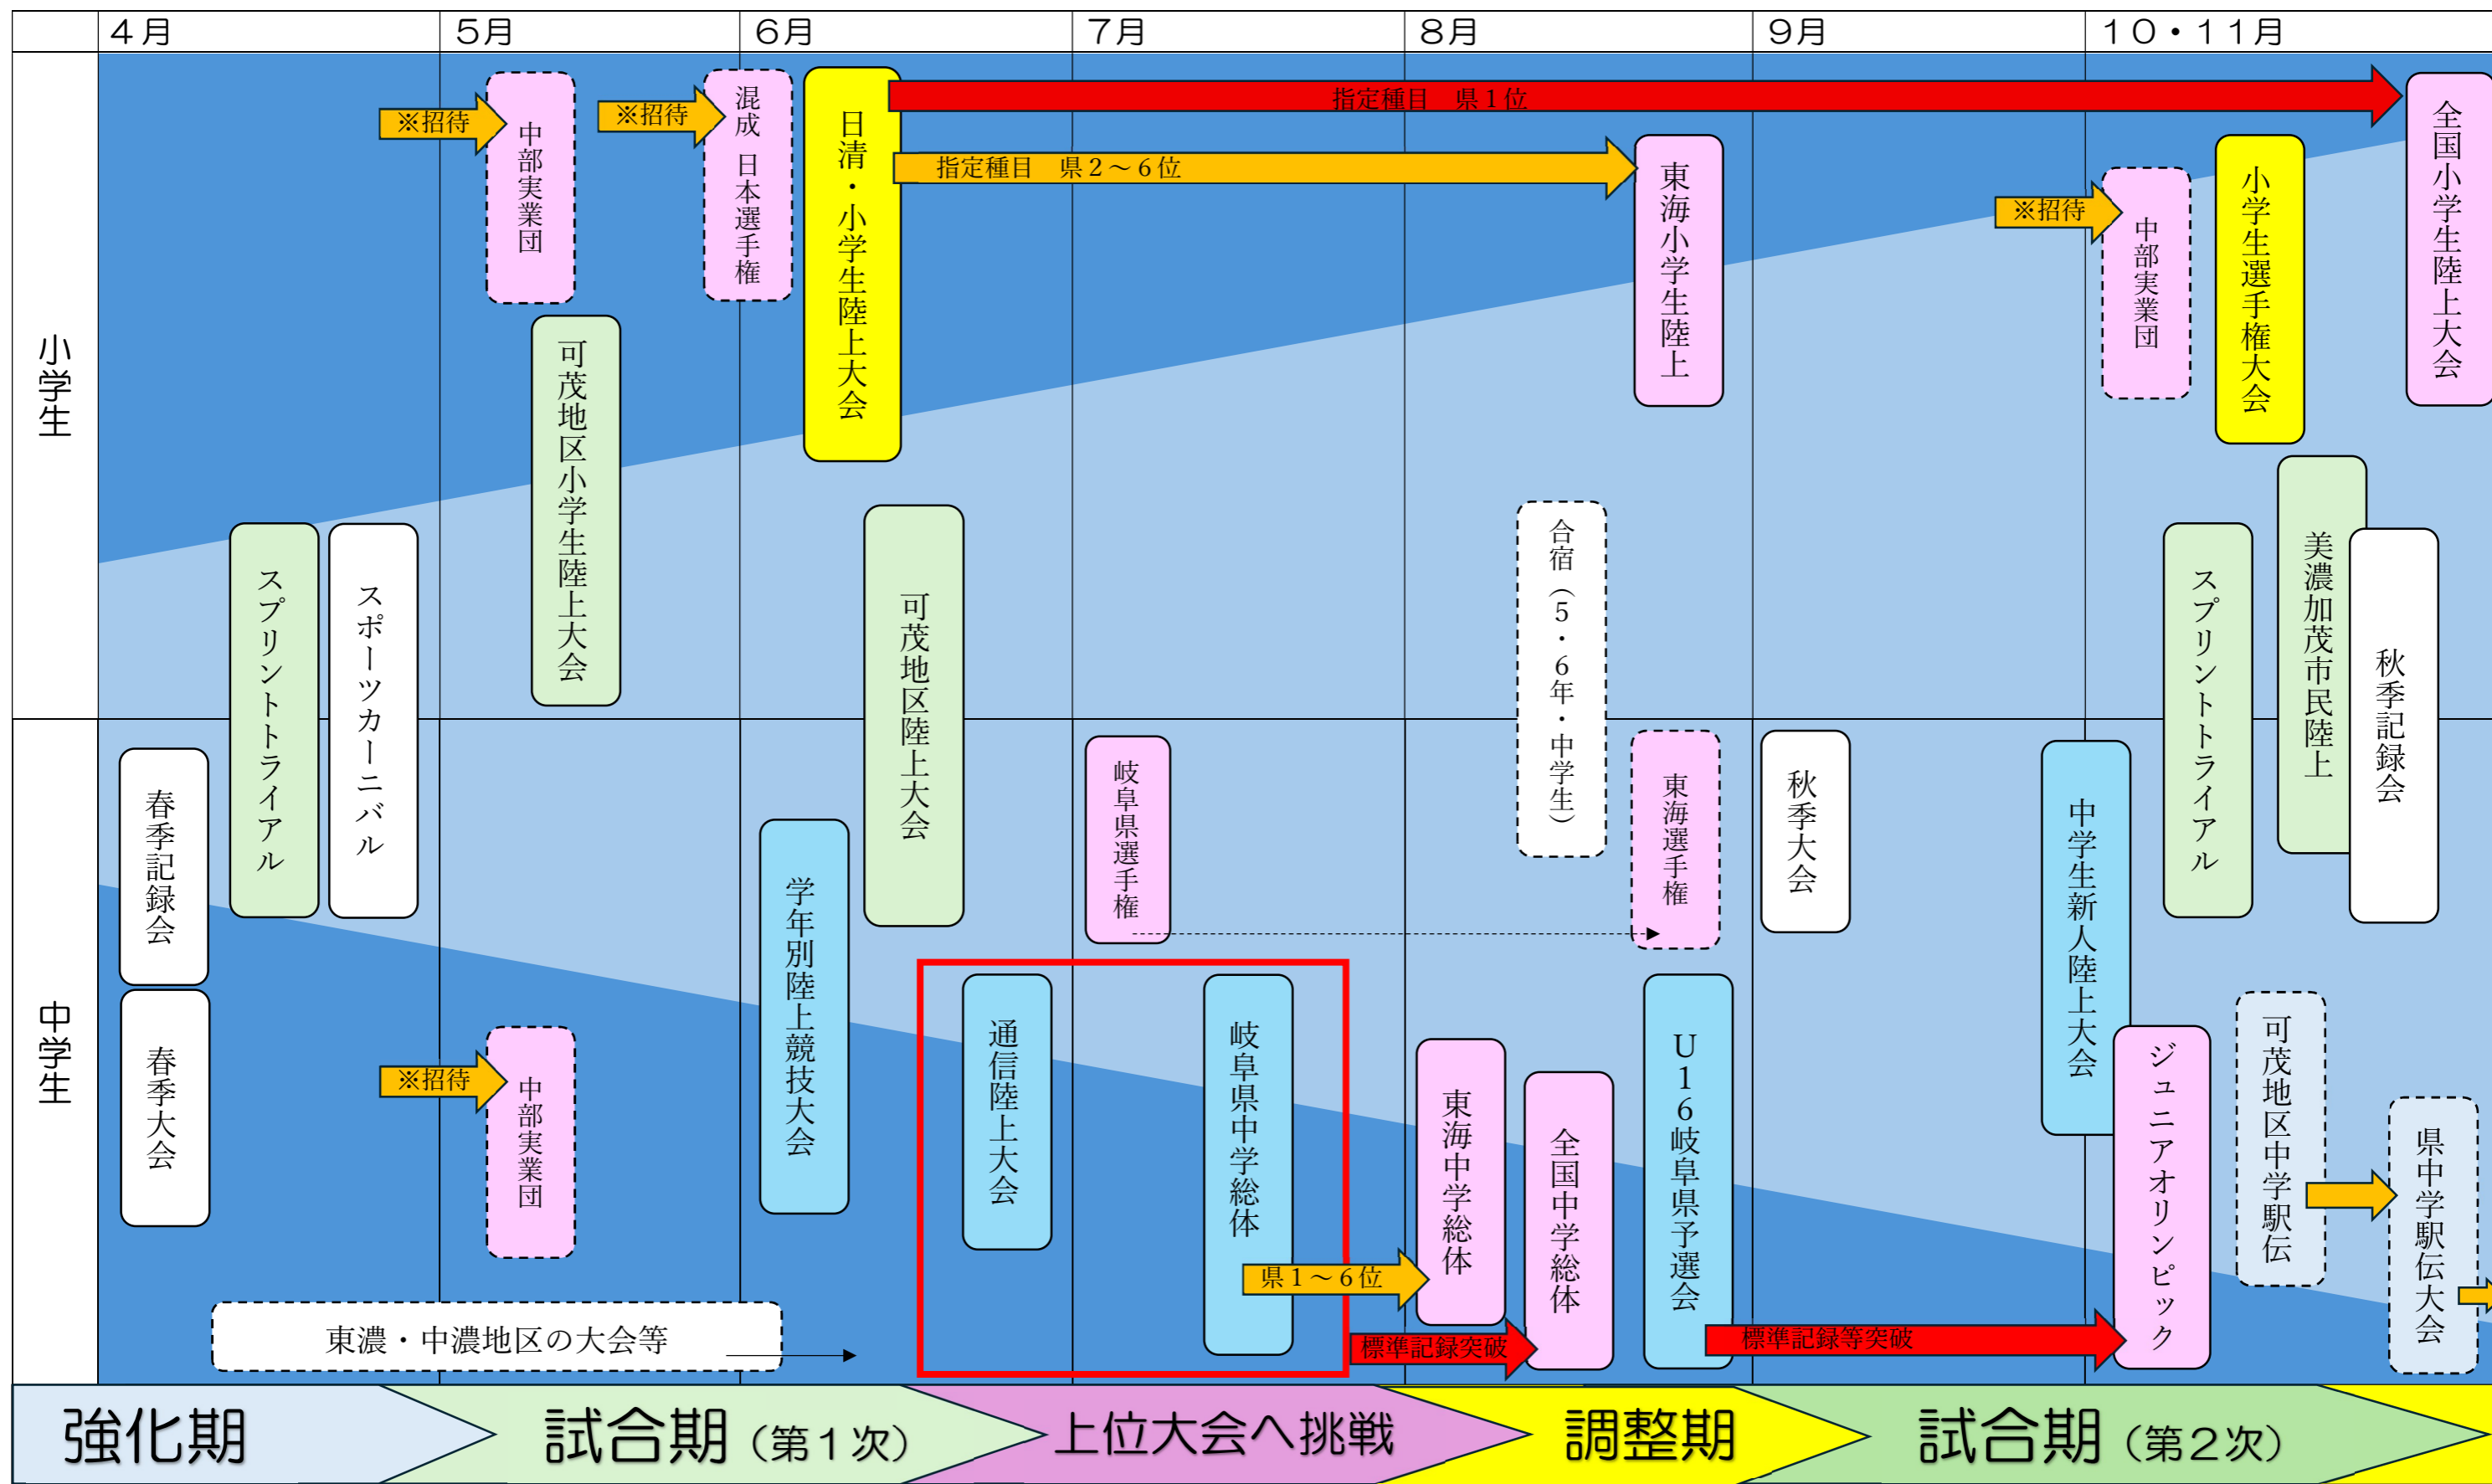 ４月
５月
６月
７月
８月
９月
１０・１１月
小学生
※招待
中部実業団
※招待
混成 日本選手権
日清・小学生陸上大会
指定種目　県１位
指定種目　県２～６位
東海小学生陸上
※招待
中部実業団
小学生選手権大会
全国小学生陸上大会
可茂地区小学生陸上大会
スプリントトライアル
スポーツカーニバル
可茂地区陸上大会
合宿（５・６年・中学生）
スプリントトライアル
美濃加茂市民陸上
秋季記録会
中学生
春季記録会
春季大会
※招待
中部実業団
東濃・中濃地区の大会等
学年別陸上競技大会
通信陸上大会
岐阜県選手権
岐阜県中学総体
県１～６位
標準記録突破
東海中学総体
全国中学総体
東海選手権
U16岐阜県予選会
標準記録等突破
秋季大会
中学生新人陸上大会
ジュニアオリンピック
可茂地区中学駅伝
県中学駅伝大会
強化期
試合期（第１次）
上位大会へ挑戦
調整期
試合期（第２次）